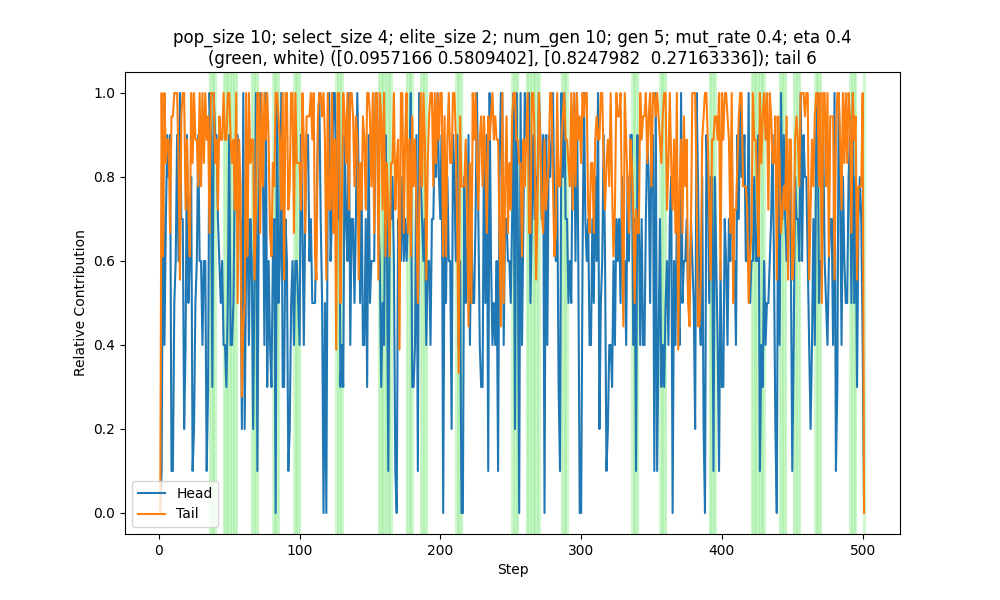 pop_size 10; select_size 4; elite_size 2; num_gen 10; gen 5; mut_rate 0.4; eta 0.4
(green, white) ([0.0957166 0.5809402], [0.8247982  0.27163336]); tail 6
1.0
0.8
0.6
0.4
0.2
0.0
Relative Contribution
Head
Tail
0
100
200
300
400
500
Step